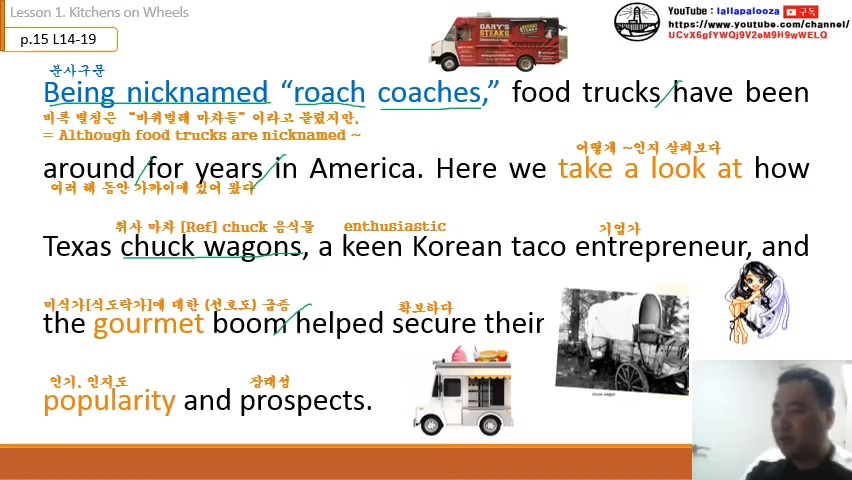 Lesson 1. Kitchens on Wheels
p.15 L14-19
YouTube : lallapalooza 구독
https://www.youtube.com/channel/
UCvX6gfYWQj9V2eM9H9wWELQ
GARY'S
STEAKS
분사구문
Being nicknamed “roach coaches,” food trucks have been
비록 별칭은 "바퀴벌레 마차들"이라고 불렸지만,
= Although food trucks are nicknamed ~
어떻게 ~인지 살펴보다
around for years in America. Here we take a look at how
여러 해 동안 가까이에 있어 왔다
취사 마차 [Ref] chuck 음식물
enthusiastic
기업가
Texas chuck wagons, a keen Korean taco entrepreneur, and
미식가[식도락가]에 대한 (선호도) 급증
확보하다
the gourmet boom helped secure their
인기, 인지도
장래성
popularity and prospects.
chuck wagon